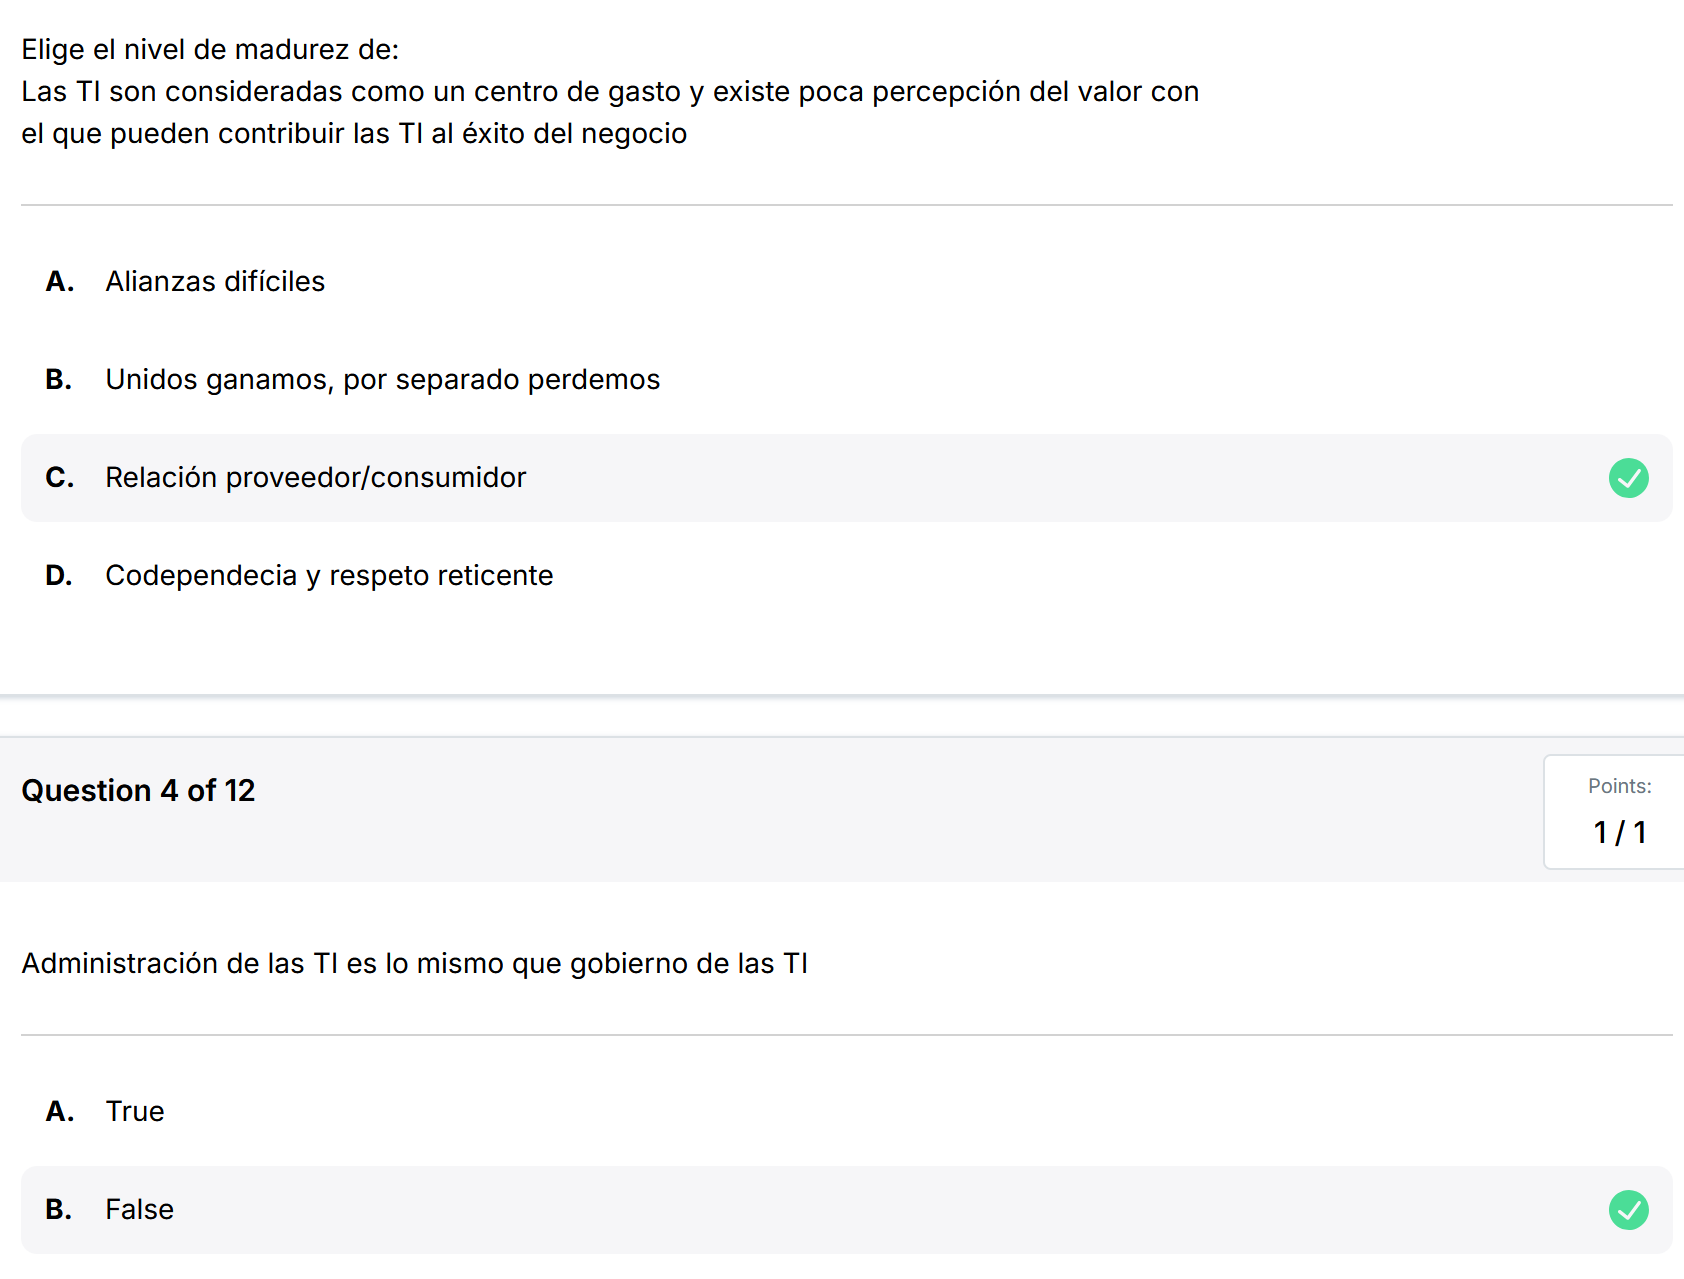 Elige el nivel de madurez de:
Las TI son consideradas como un centro de gasto y existe poca percepción del valor con
el que pueden contribuir las TI al éxito del negocio
A. Alianzas difíciles
B. Unidos ganamos, por separado perdemos
C. Relación proveedor/consumidor
D. Codependecia y respeto reticente
Question 4 of 12
Points:
1 / 1
Administración de las TI es lo mismo que gobierno de las TI
A. True
B. False